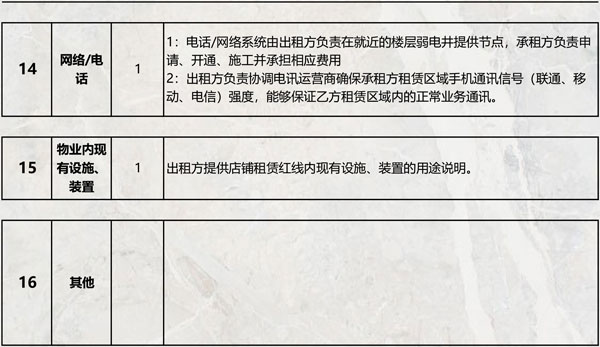 14
网络/电
话
1
1：电话/网络系统由出租方负责在就近的楼层弱电井提供节点，承租方负责申
请、开通、施工并承担相应费用
2：出租方负责协调电讯运营商确保承租方租赁区域手机通讯信号（联通、移
动、电信）强度，能够保证乙方租赁区域内的正常业务通讯。
15
物业内现
有设施、
装置
1
出租方提供店铺租赁红线内现有设施、装置的用途说明。
16
其他